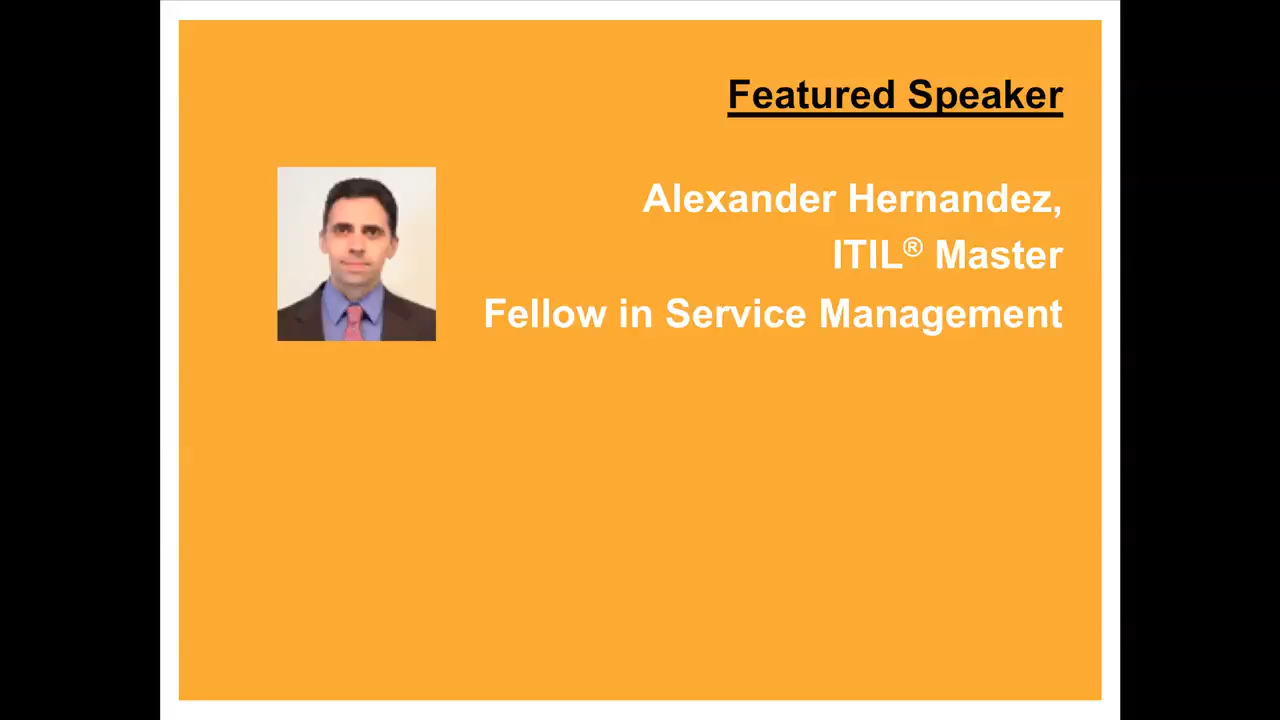 Featured Speaker
Alexander Hernandez,
ITIL® Master
Fellow in Service Management